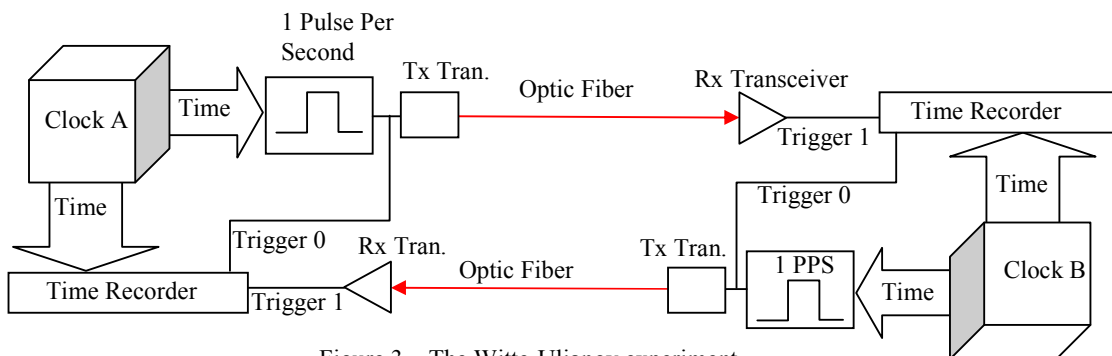 1 Pulse Per
Second
Tx Tran.
Optic Fiber
Rx Transceiver
Clock A
Time
Time Recorder
Trigger 1
Time
Trigger 0
Time
Trigger 0
Rx Tran.
Optic Fiber
Tx Tran.
1 PPS
Time
Clock B
Time Recorder
Trigger 1
Figure 3 – The Witte-Ulianov experiment